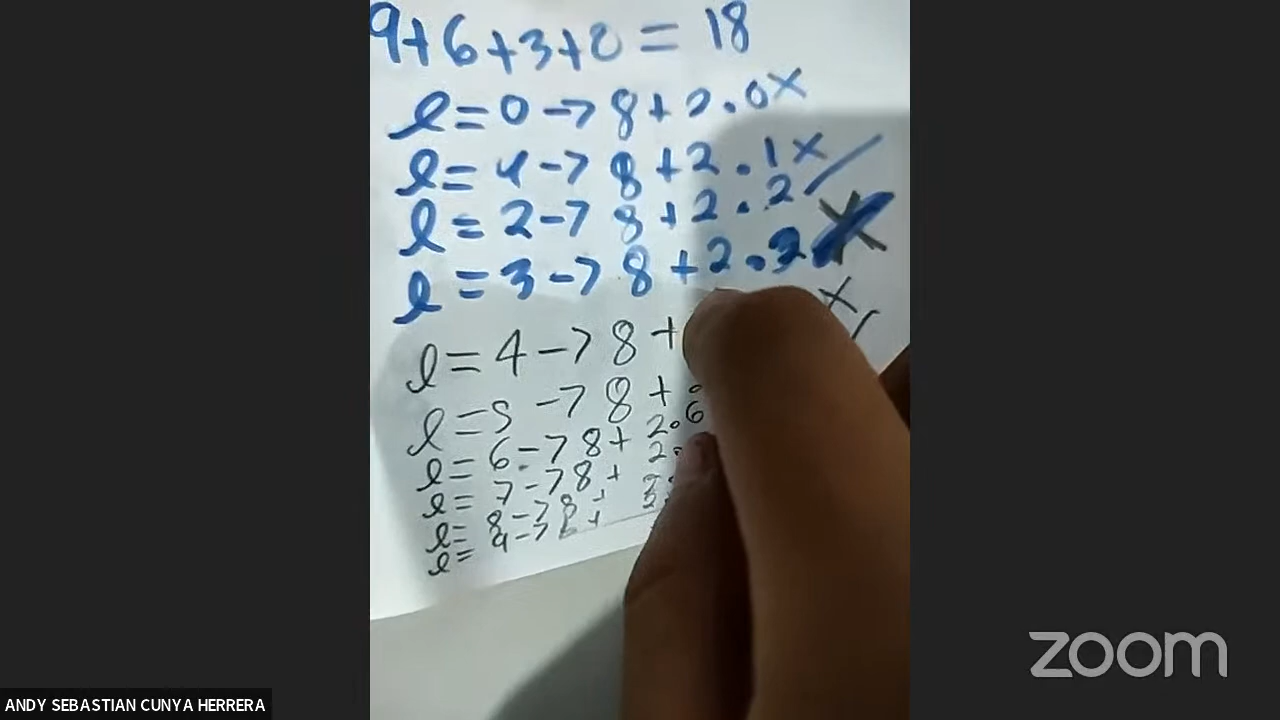 9+6+3+0 = 18
l=0→ 8+2.0x
l=1→ 8+2.1x
l=2→ 8+2.2
l=3→ 8+2.3
l=4→ 8+
l=5→ 8+
l=6→ 8+ 2.6
l=7→ 8+ 2.
l=8→ 8+
l=9→
zoom
ANDY SEBASTIAN CUNYA HERRERA